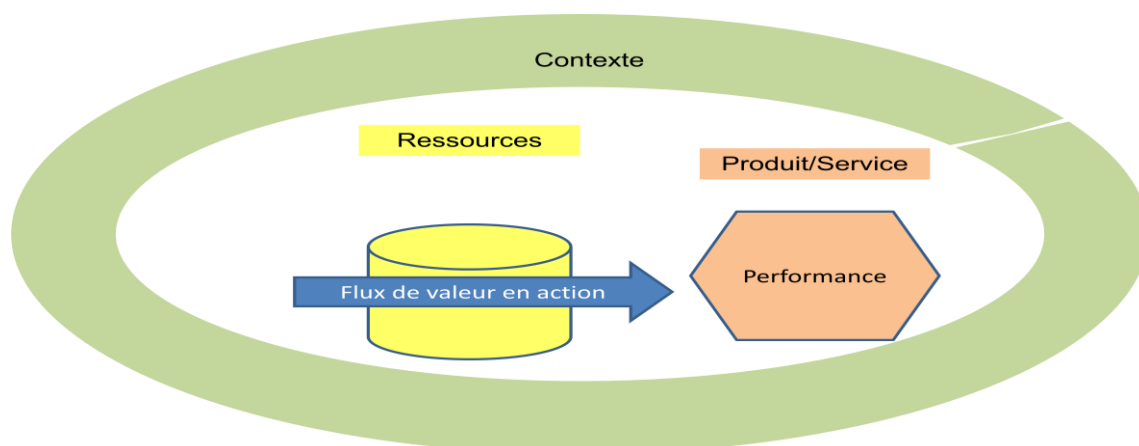 Contexte
Ressources
Produit/Service
Flux de valeur en action
Performance